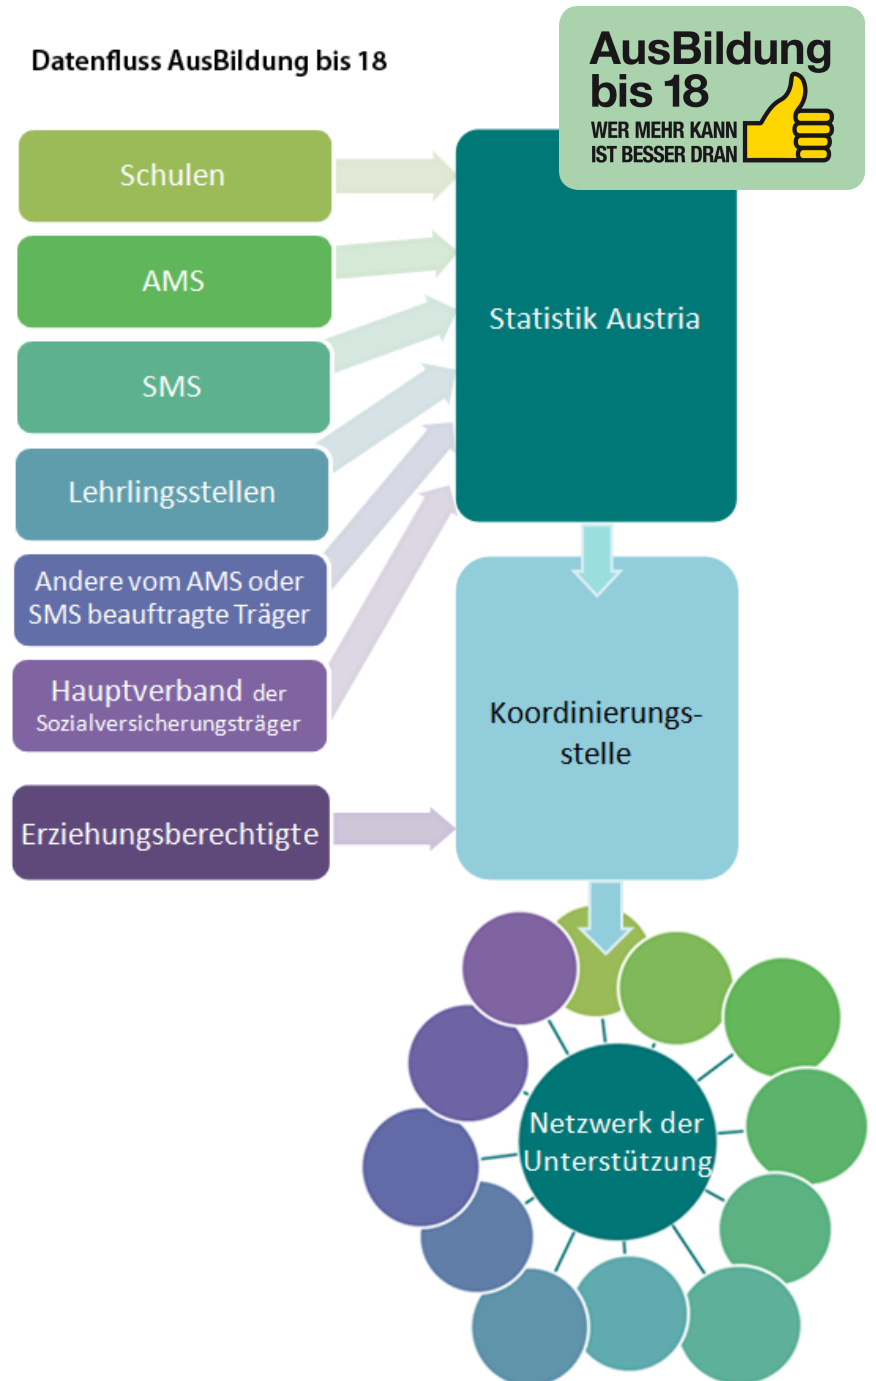 Datenfluss AusBildung bis 18
AusBildung
bis 18
WER MEHR KANN
IST BESSER DRAN
Schulen
AMS
SMS
Lehrlingsstellen
Andere vom AMS oder
SMS beauftragte Träger
Hauptverband der
Sozialversicherungsträger
Erziehungsberechtigte
Statistik Austria
Koordinierungs-
stelle
Netzwerk der
Unterstützung